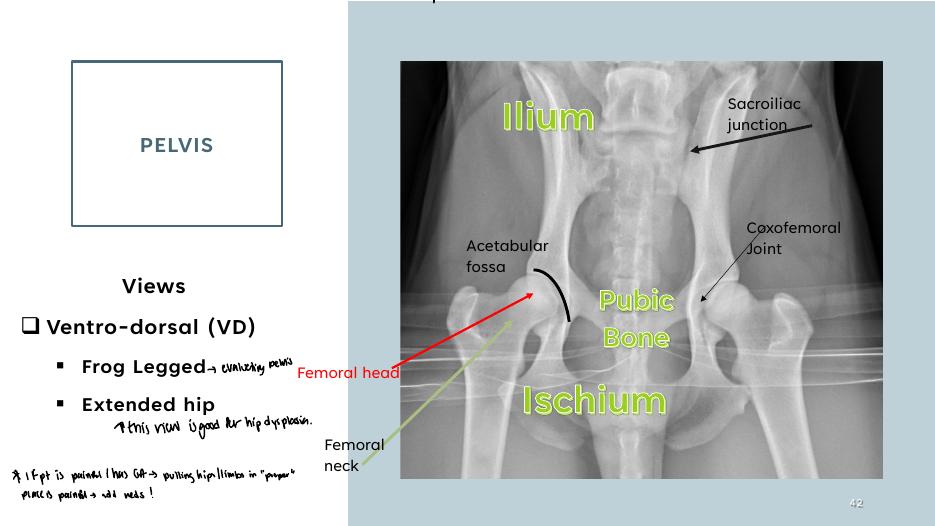 PELVIS
Views
❑ Ventro-dorsal (VD)
▪ Frog Legged → evaluating pelvis
▪ Extended hip
↑ this view is good for hip dysplasia.
* if pt is painful / has OA → pulling hips/limbs in "proper"
place is painful → add meds !
Ilium
Sacroiliac
junction
Coxofemoral
Joint
Acetabular
fossa
Pubic
Bone
Femoral head
Ischium
Femoral
neck
42